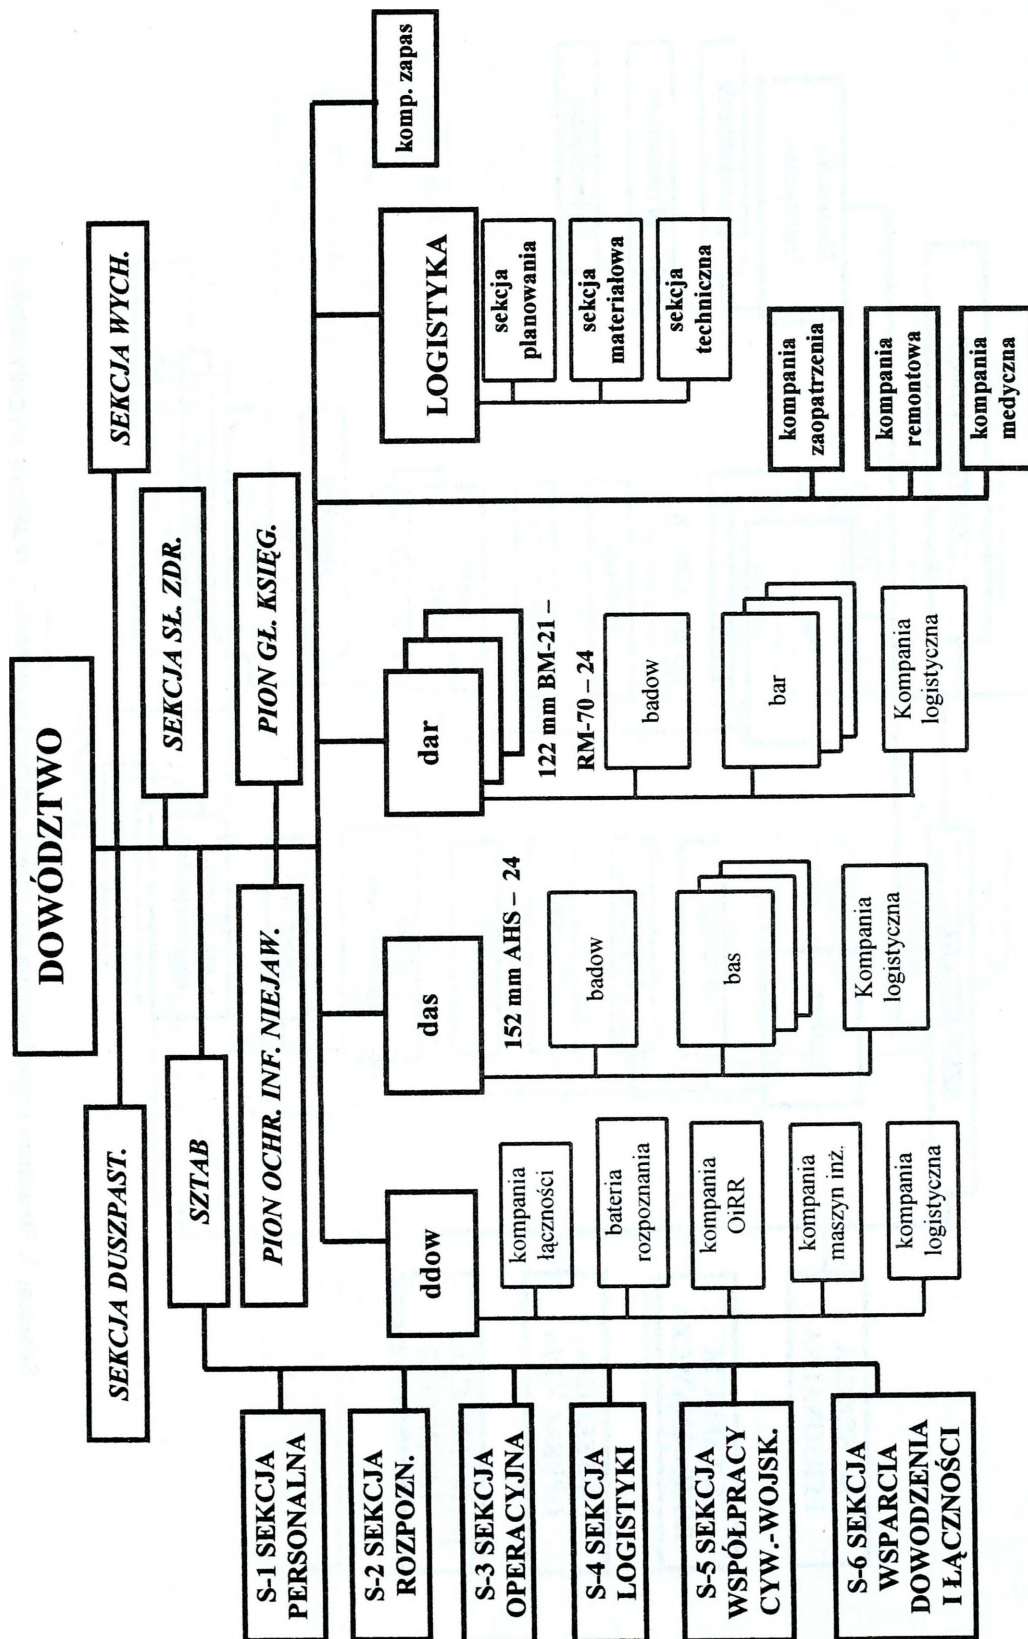 DOWÓDZTWO
SEKCJA DUSZPAST.
SEKCJA WYCH.
SZTAB
SEKCJA SŁ. ZDR.
PION OCHR. INF. NIEJAW.
PION GŁ. KSIĘG.
S-1 SEKCJA
PERSONALNA
S-2 SEKCJA
ROZPOZN.
S-3 SEKCJA
OPERACYJNA
S-4 SEKCJA
LOGISTYKI
S-5 SEKCJA
WSPÓŁPRACY
CYW.-WOJSK.
S-6 SEKCJA
WSPARCIA
DOWODZENIA
I ŁĄCZNOŚCI
ddow
kompania
łączności
bateria
rozpoznania
kompania
OiRR
kompania
maszyn inż.
kompania
logistyczna
das
152 mm AHS – 24
badow
bas
Kompania
logistyczna
dar
122 mm BM-21 –
RM-70 – 24
badow
bar
Kompania
logistyczna
kompania
zaopatrzenia
kompania
remontowa
kompania
medyczna
LOGISTYKA
sekcja
planowania
sekcja
materiałowa
sekcja
techniczna
komp. zapas